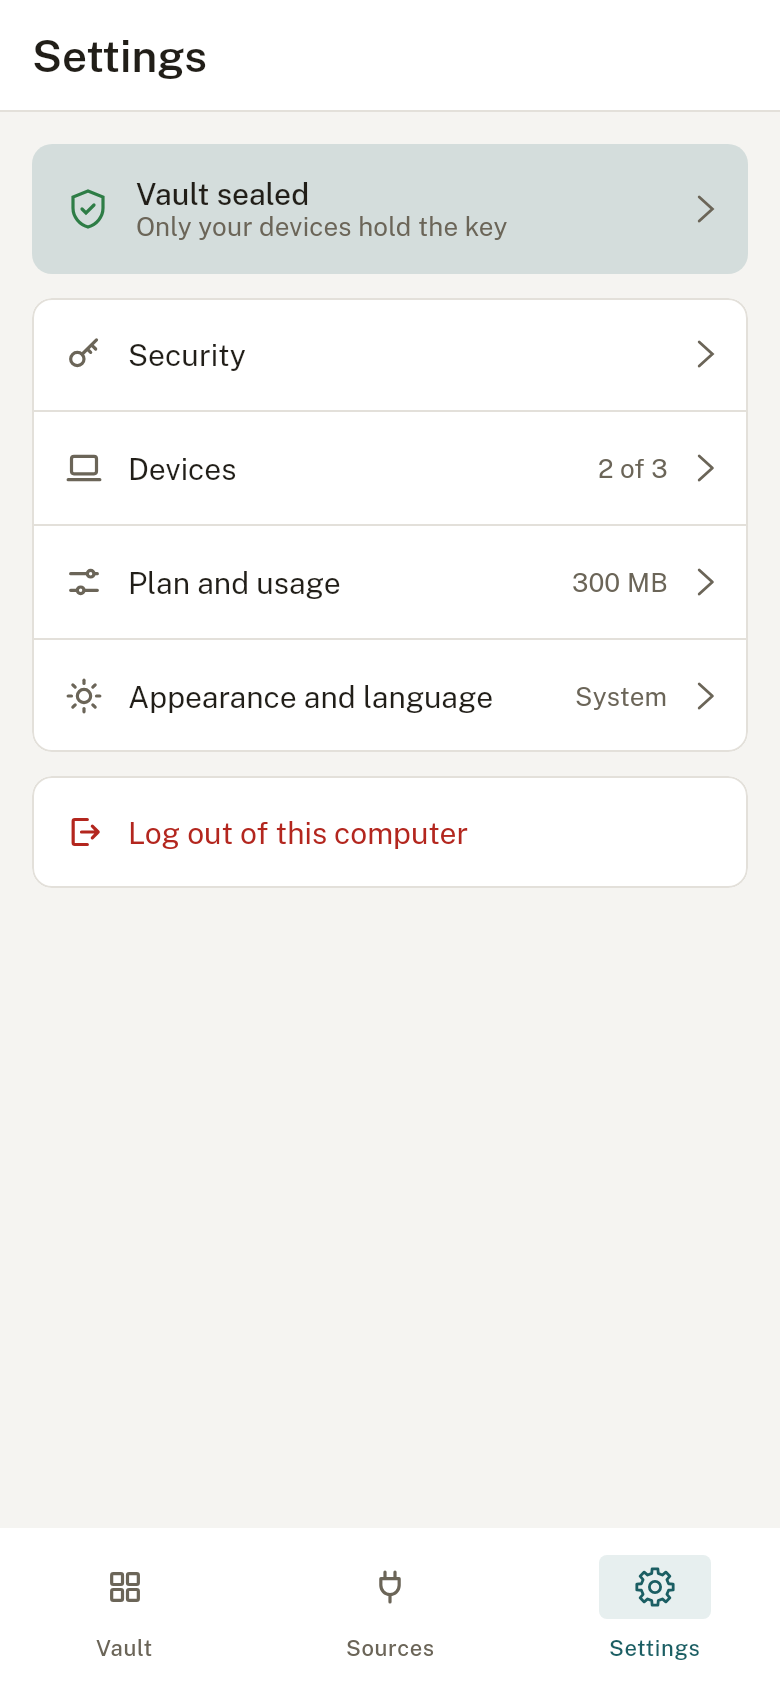 Settings
Vault sealed
Only your devices hold the key
Security
Devices 2 of 3
Plan and usage 300 MB
Appearance and language System
Log out of this computer
Vault Sources Settings